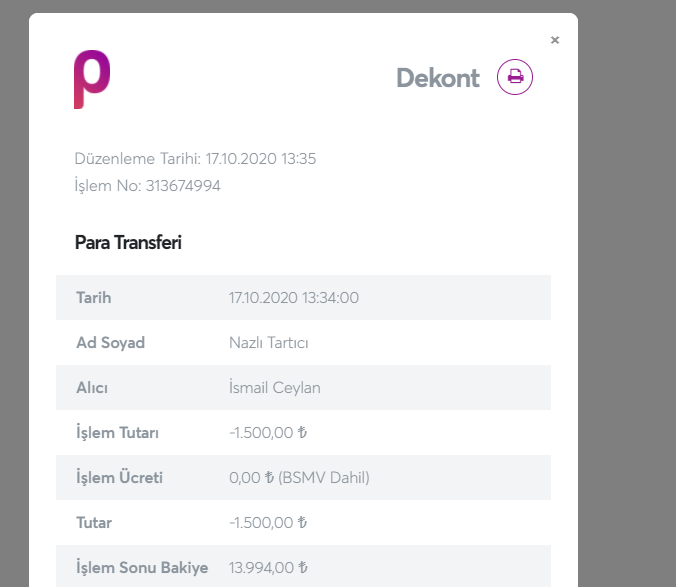 ×
p
Dekont
Düzenleme Tarihi: 17.10.2020 13:35
İşlem No: 313674994
Para Transferi
Tarih 17.10.2020 13:34:00
Ad Soyad Nazlı Tartıcı
Alıcı İsmail Ceylan
İşlem Tutarı -1.500,00 ₺
İşlem Ücreti 0,00 ₺ (BSMV Dahil)
Tutar -1.500,00 ₺
İşlem Sonu Bakiye 13.994,00 ₺